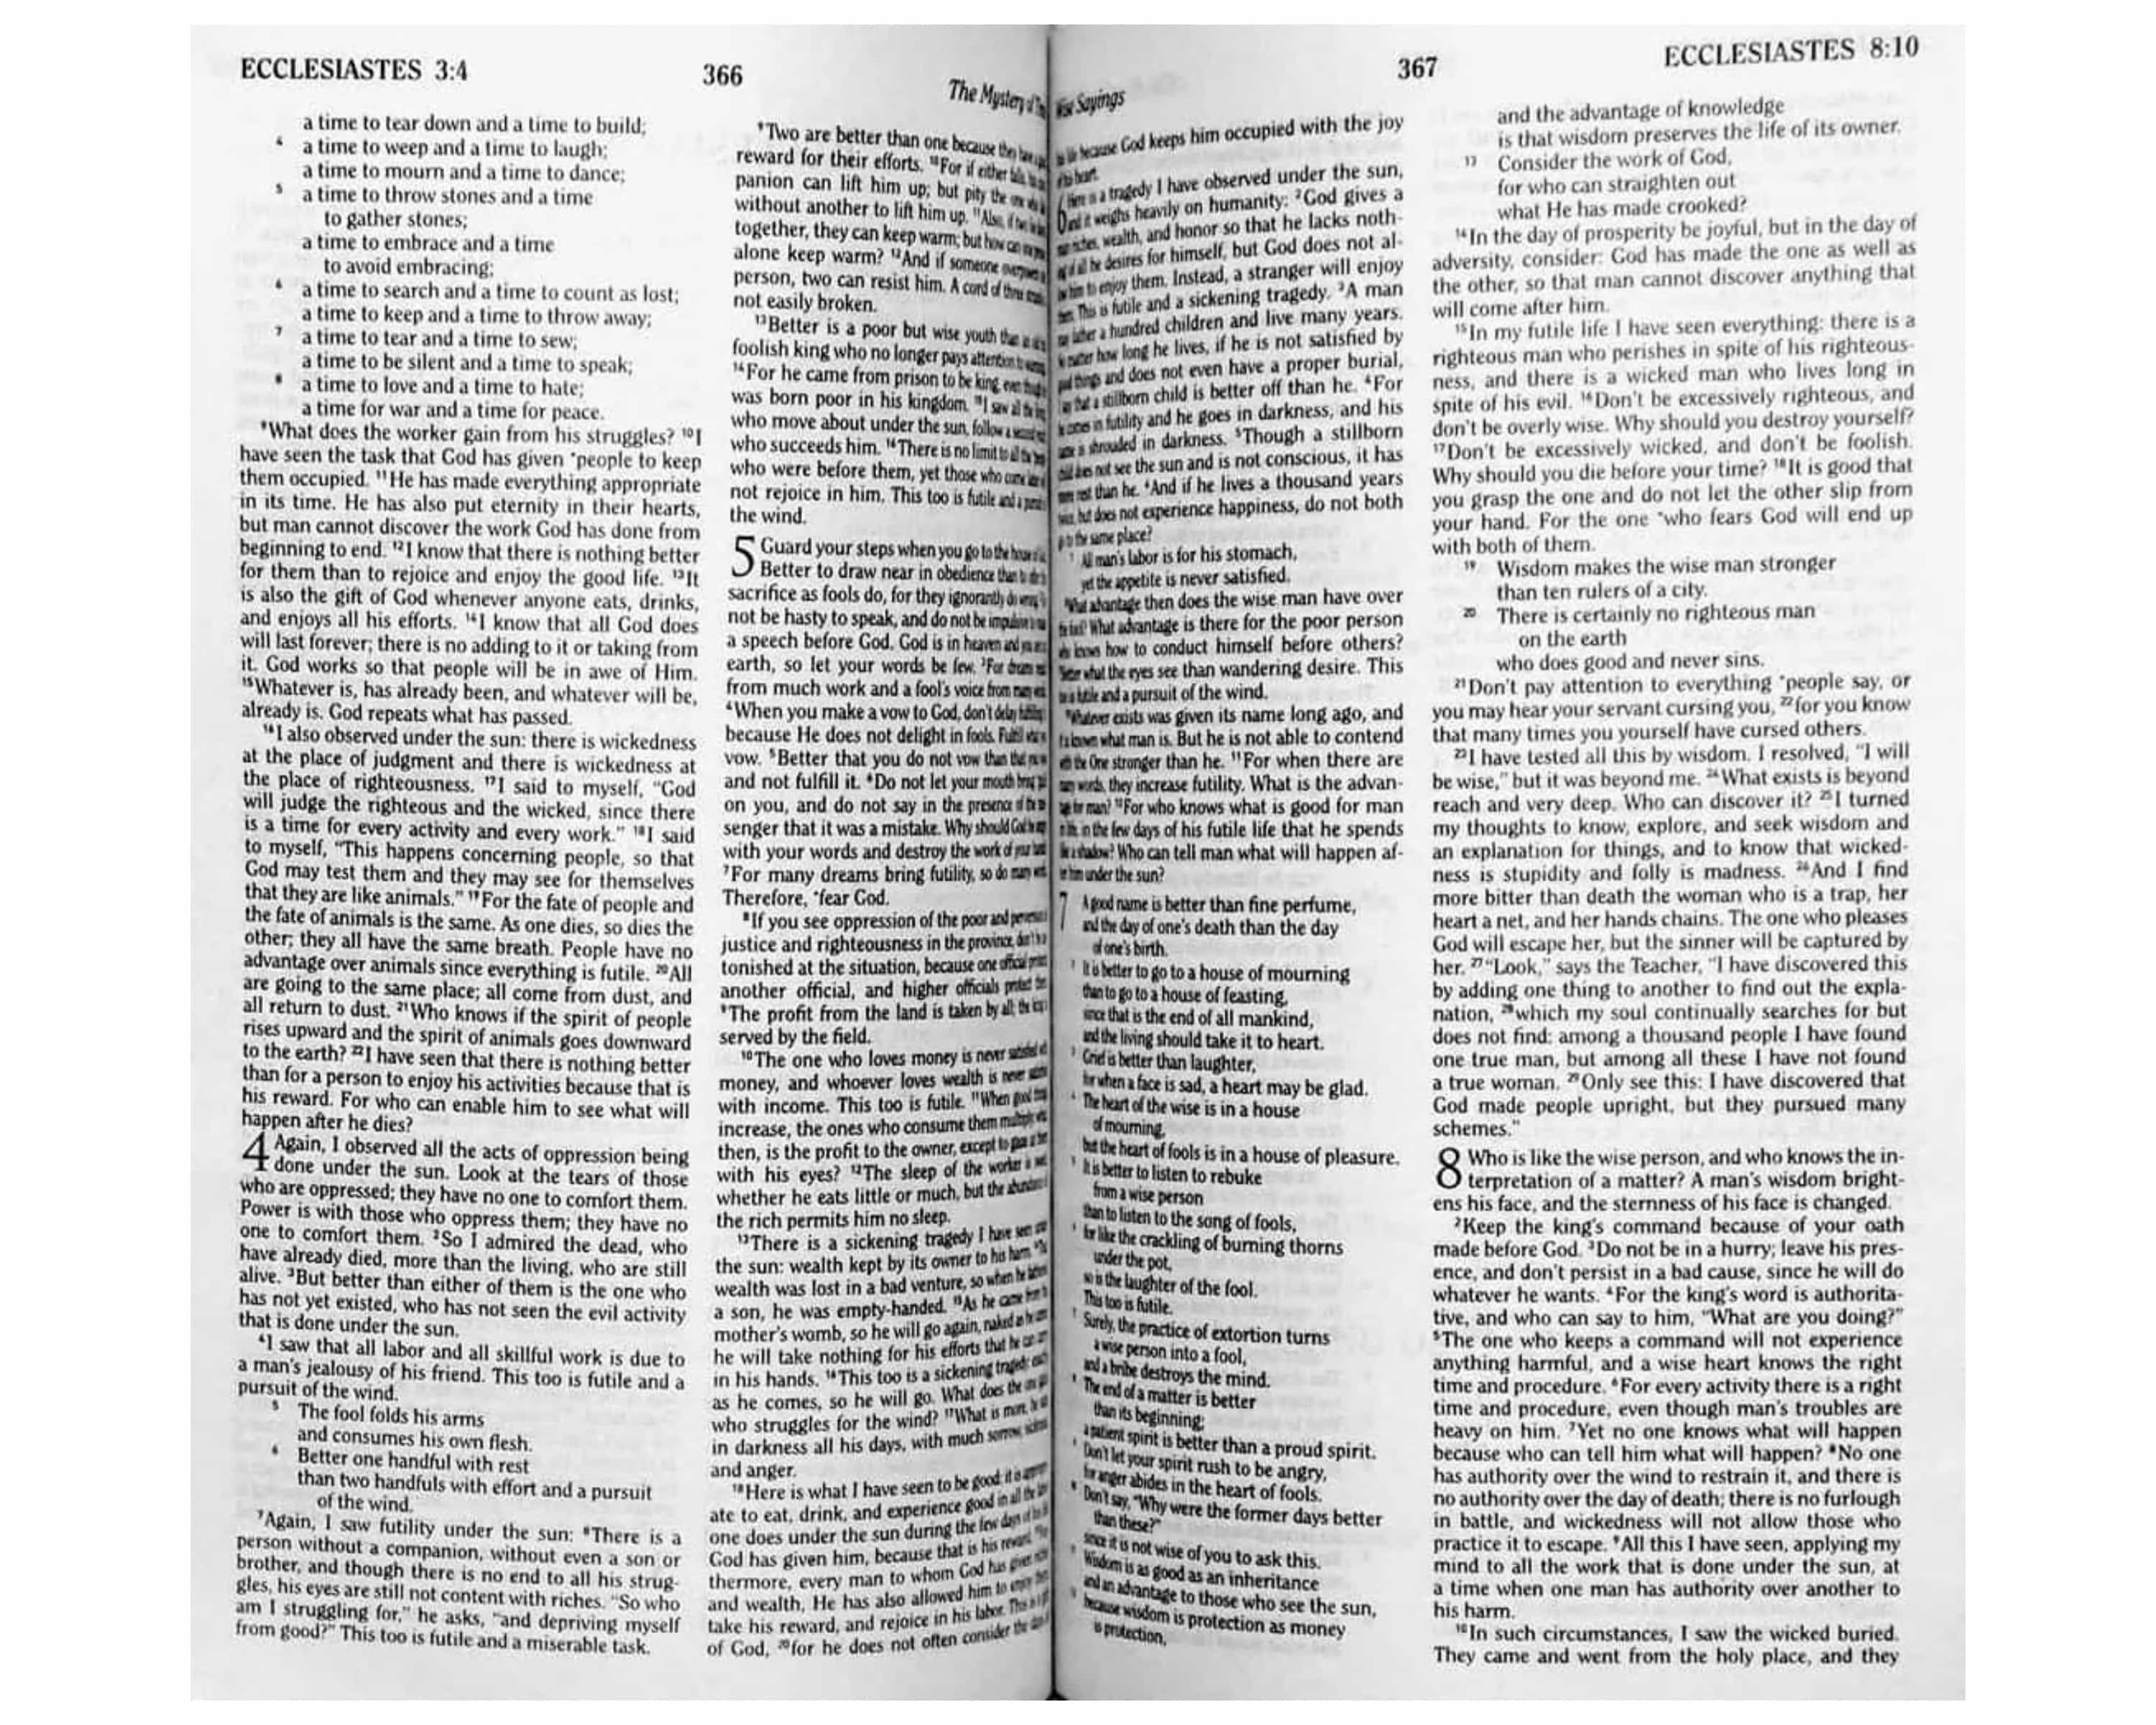 ECCLESIASTES 3:4
366
The Mystery of
a time to tear down and a time to build;
4 a time to weep and a time to laugh;
a time to mourn and a time to dance;
5 a time to throw stones and a time
to gather stones;
a time to embrace and a time
to avoid embracing;
6 a time to search and a time to count as lost;
a time to keep and a time to throw away;
7 a time to tear and a time to sew;
a time to be silent and a time to speak;
8 a time to love and a time to hate;
a time for war and a time for peace.
9What does the worker gain from his struggles? 10I
have seen the task that God has given *people to keep
them occupied. 11He has made everything appropriate
in its time. He has also put eternity in their hearts,
but man cannot discover the work God has done from
beginning to end. 12I know that there is nothing better
for them than to rejoice and enjoy the good life. 13It
is also the gift of God whenever anyone eats, drinks,
and enjoys all his efforts. 14I know that all God does
will last forever; there is no adding to it or taking from
it. God works so that people will be in awe of Him.
15Whatever is, has already been, and whatever will be,
already is. God repeats what has passed.
16I also observed under the sun: there is wickedness
at the place of judgment and there is wickedness at
the place of righteousness. 17I said to myself, "God
will judge the righteous and the wicked, since there
is a time for every activity and every work." 18I said
to myself, "This happens concerning people, so that
God may test them and they may see for themselves
that they are like animals." 19For the fate of people and
the fate of animals is the same. As one dies, so dies the
other; they all have the same breath. People have no
advantage over animals since everything is futile. 20All
are going to the same place; all come from dust, and
all return to dust. 21Who knows if the spirit of people
rises upward and the spirit of animals goes downward
to the earth? 22I have seen that there is nothing better
than for a person to enjoy his activities because that is
his reward. For who can enable him to see what will
happen after he dies?
4 Again, I observed all the acts of oppression being
done under the sun. Look at the tears of those
who are oppressed; they have no one to comfort them.
Power is with those who oppress them; they have no
one to comfort them. 2So I admired the dead, who
have already died, more than the living, who are still
alive. 3But better than either of them is the one who
has not yet existed, who has not seen the evil activity
that is done under the sun.
4I saw that all labor and all skillful work is due to
a man's jealousy of his friend. This too is futile and a
pursuit of the wind.
5 The fool folds his arms
and consumes his own flesh.
6 Better one handful with rest
than two handfuls with effort and a pursuit
of the wind.
7Again, I saw futility under the sun: 8There is a
person without a companion, without even a son or
brother, and though there is no end to all his strug-
gles, his eyes are still not content with riches. "So who
am I struggling for," he asks, "and depriving myself
from good?" This too is futile and a miserable task.
9Two are better than one because they have a
reward for their efforts. 10For if either falls,
panion can lift him up; but pity the one
without another to lift him up. 11Also, if two
together, they can keep warm; but how can
alone keep warm? 12And if someone overpowers
person, two can resist him. A cord of three
not easily broken.
13Better is a poor but wise youth than
foolish king who no longer pays attention to
14For he came from prison to be king, even though
was born poor in his kingdom. 15I saw all the
who move about under the sun, follow a second
who succeeds him. 16There is no limit to all the
who were before them, yet those who come
not rejoice in him. This too is futile and a
the wind.
5 Guard your steps when you go to the house
Better to draw near in obedience than to
sacrifice as fools do, for they ignorantly do
not be hasty to speak, and do not be impulsive
a speech before God. God is in heaven and you
earth, so let your words be few. 3For dreams
from much work and a fool's voice from many
4When you make a vow to God, don't delay fulfilling
because He does not delight in fools. Fulfill
vow. 5Better that you do not vow than that
and not fulfill it. 6Do not let your mouth bring
on you, and do not say in the presence of the
senger that it was a mistake. Why should God be
with your words and destroy the work of your
7For many dreams bring futility, so do many
Therefore, *fear God.
8If you see oppression of the poor and
justice and righteousness in the province, don't be
tonished at the situation, because one official
another official, and higher officials protect
9The profit from the land is taken by all; the
served by the field.
10The one who loves money is never satisfied
money, and whoever loves wealth is never
with income. This too is futile. 11When good
increase, the ones who consume them multiply
then, is the profit to the owner, except to
with his eyes? 12The sleep of the worker is
whether he eats little or much, but the
the rich permits him no sleep.
13There is a sickening tragedy I have seen
the sun: wealth kept by its owner to his harm.
wealth was lost in a bad venture, so when he
a son, he was empty-handed. 15As he came from
mother's womb, so he will go again, naked as he
he will take nothing for his efforts that he can
in his hands. 16This too is a sickening tragedy:
as he comes, so he will go. What does the one
who struggles for the wind? 17What is more, he
in darkness all his days, with much sorrow,
and anger.
18Here is what I have seen to be good: it is
ate to eat, drink, and experience good in all the
one does under the sun during the few days of
God has given him, because that is his reward.
thermore, every man to whom God has given
and wealth, He has also allowed him to enjoy
take his reward, and rejoice in his labor. This is
of God, 20for he does not often consider the
Wise Sayings
367
ECCLESIASTES 8:10
because God keeps him occupied with the joy
heart.
6 Here is a tragedy I have observed under the sun,
and it weighs heavily on humanity: 2God gives a
riches, wealth, and honor so that he lacks noth-
of all he desires for himself, but God does not al-
him to enjoy them. Instead, a stranger will enjoy
This is futile and a sickening tragedy. 3A man
father a hundred children and live many years.
matter how long he lives, if he is not satisfied by
things and does not even have a proper burial,
that a stillborn child is better off than he. 4For
comes in futility and he goes in darkness, and his
is shrouded in darkness. 5Though a stillborn
does not see the sun and is not conscious, it has
rest than he. 6And if he lives a thousand years
but does not experience happiness, do not both
to the same place?
7 All man's labor is for his stomach,
yet the appetite is never satisfied.
8What advantage then does the wise man have over
What advantage is there for the poor person
knows how to conduct himself before others?
what the eyes see than wandering desire. This
futile and a pursuit of the wind.
10Whatever exists was given its name long ago, and
known what man is. But he is not able to contend
the One stronger than he. 11For when there are
words, they increase futility. What is the advan-
for man? 12For who knows what is good for man
in the few days of his futile life that he spends
shadow? Who can tell man what will happen af-
him under the sun?
7 A good name is better than fine perfume,
and the day of one's death than the day
of one's birth.
2 It is better to go to a house of mourning
than to go to a house of feasting,
since that is the end of all mankind,
and the living should take it to heart.
3 Grief is better than laughter,
for when a face is sad, a heart may be glad.
4 The heart of the wise is in a house
of mourning,
but the heart of fools is in a house of pleasure.
5 It is better to listen to rebuke
from a wise person
than to listen to the song of fools,
6 for like the crackling of burning thorns
under the pot,
so is the laughter of the fool.
This too is futile.
7 Surely, the practice of extortion turns
a wise person into a fool,
and a bribe destroys the mind.
8 The end of a matter is better
than its beginning;
a patient spirit is better than a proud spirit.
9 Don't let your spirit rush to be angry,
for anger abides in the heart of fools.
10 Don't say, "Why were the former days better
than these?"
since it is not wise of you to ask this.
11 Wisdom is as good as an inheritance
and an advantage to those who see the sun,
12 because wisdom is protection as money
is protection,
and the advantage of knowledge
is that wisdom preserves the life of its owner.
13 Consider the work of God,
for who can straighten out
what He has made crooked?
14In the day of prosperity be joyful, but in the day of
adversity, consider: God has made the one as well as
the other, so that man cannot discover anything that
will come after him.
15In my futile life I have seen everything: there is a
righteous man who perishes in spite of his righteous-
ness, and there is a wicked man who lives long in
spite of his evil. 16Don't be excessively righteous, and
don't be overly wise. Why should you destroy yourself?
17Don't be excessively wicked, and don't be foolish.
Why should you die before your time? 18It is good that
you grasp the one and do not let the other slip from
your hand. For the one *who fears God will end up
with both of them.
19 Wisdom makes the wise man stronger
than ten rulers of a city.
20 There is certainly no righteous man
on the earth
who does good and never sins.
21Don't pay attention to everything *people say, or
you may hear your servant cursing you, 22for you know
that many times you yourself have cursed others.
23I have tested all this by wisdom. I resolved, "I will
be wise," but it was beyond me. 24What exists is beyond
reach and very deep. Who can discover it? 25I turned
my thoughts to know, explore, and seek wisdom and
an explanation for things, and to know that wicked-
ness is stupidity and folly is madness. 26And I find
more bitter than death the woman who is a trap, her
heart a net, and her hands chains. The one who pleases
God will escape her, but the sinner will be captured by
her. 27"Look," says the Teacher, "I have discovered this
by adding one thing to another to find out the expla-
nation, 28which my soul continually searches for but
does not find: among a thousand people I have found
one true man, but among all these I have not found
a true woman. 29Only see this: I have discovered that
God made people upright, but they pursued many
schemes."
8 Who is like the wise person, and who knows the in-
terpretation of a matter? A man's wisdom bright-
ens his face, and the sternness of his face is changed.
2Keep the king's command because of your oath
made before God. 3Do not be in a hurry; leave his pres-
ence, and don't persist in a bad cause, since he will do
whatever he wants. 4For the king's word is authorita-
tive, and who can say to him, "What are you doing?"
5The one who keeps a command will not experience
anything harmful, and a wise heart knows the right
time and procedure. 6For every activity there is a right
time and procedure, even though man's troubles are
heavy on him. 7Yet no one knows what will happen
because who can tell him what will happen? 8No one
has authority over the wind to restrain it, and there is
no authority over the day of death; there is no furlough
in battle, and wickedness will not allow those who
practice it to escape. 9All this I have seen, applying my
mind to all the work that is done under the sun, at
a time when one man has authority over another to
his harm.
10In such circumstances, I saw the wicked buried.
They came and went from the holy place, and they